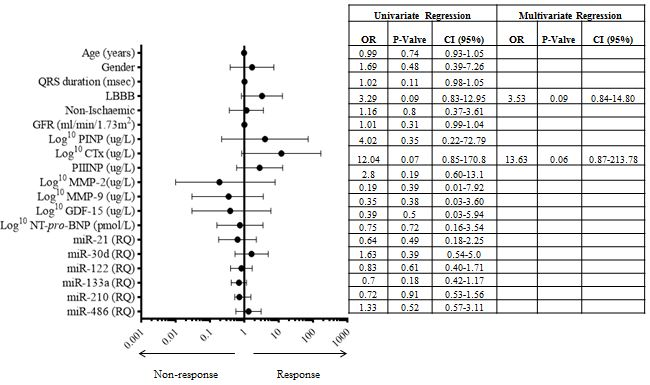 Univariate Regression Multivariate Regression
OR P-Valve CI (95%) OR P-Valve CI (95%)
Age (years) 0.99 0.74 0.93-1.05
Gender 1.69 0.48 0.39-7.26
QRS duration (msec) 1.02 0.11 0.98-1.05
LBBB 3.29 0.09 0.83-12.95 3.53 0.09 0.84-14.80
Non-Ischaemic 1.16 0.8 0.37-3.61
GFR (ml/min/1.73m²) 1.01 0.31 0.99-1.04
Log¹⁰ PINP (ug/L) 4.02 0.35 0.22-72.79
Log¹⁰ CTx (ug/L) 12.04 0.07 0.85-170.8 13.63 0.06 0.87-213.78
PIIINP (ug/L) 2.8 0.19 0.60-13.1
Log¹⁰ MMP-2(ug/L) 0.19 0.39 0.01-7.92
Log¹⁰ MMP-9 (ug/L) 0.35 0.38 0.03-3.60
Log¹⁰ GDF-15 (ug/L) 0.39 0.5 0.03-5.94
Log¹⁰ NT-pro-BNP (pmol/L) 0.75 0.72 0.16-3.54
miR-21 (RQ) 0.64 0.49 0.18-2.25
miR-30d (RQ) 1.63 0.39 0.54-5.0
miR-122 (RQ) 0.83 0.61 0.40-1.71
miR-133a (RQ) 0.7 0.18 0.42-1.17
miR-210 (RQ) 0.72 0.91 0.53-1.56
miR-486 (RQ) 1.33 0.52 0.57-3.11
0.001 0.01 0.1 1 10 100 1000
Non-response Response